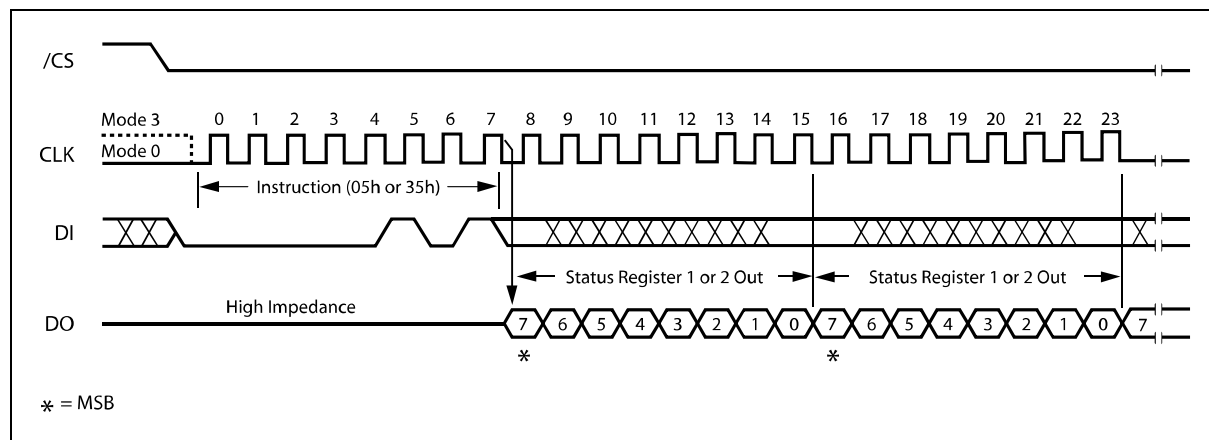 /CS
Mode 3
0 1 2 3 4 5 6 7 8 9 10 11 12 13 14 15 16 17 18 19 20 21 22 23
CLK
Mode 0
Instruction (05h or 35h)
DI
Status Register 1 or 2 Out Status Register 1 or 2 Out
High Impedance
DO
7 6 5 4 3 2 1 0 7 6 5 4 3 2 1 0 7
* *
* = MSB